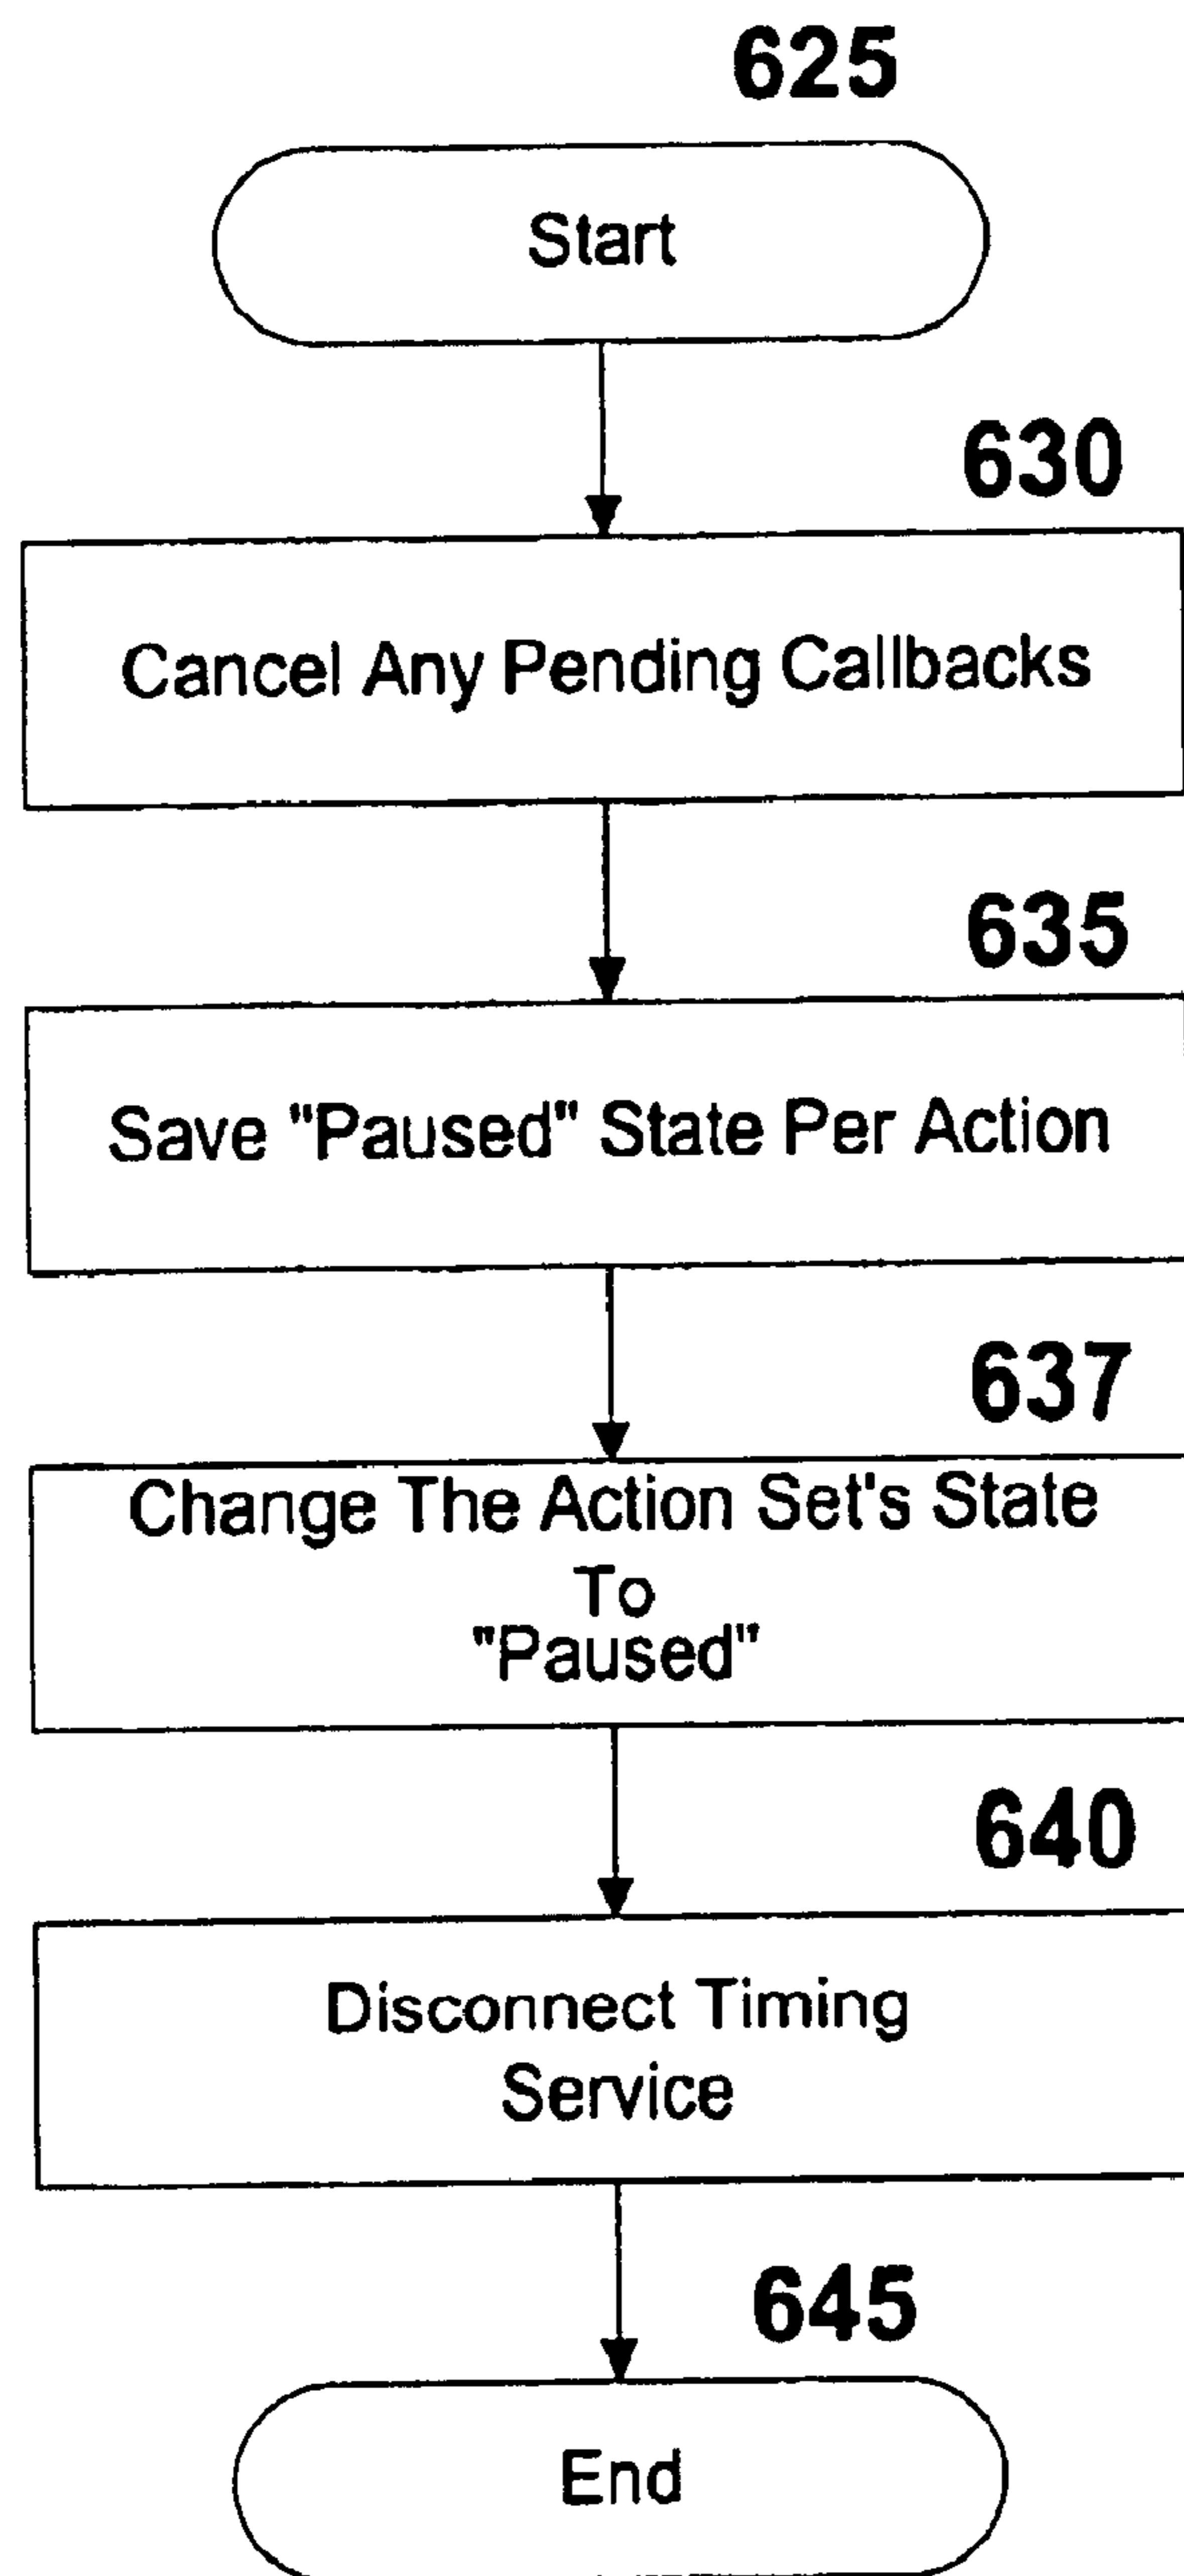 625
Start
630
Cancel Any Pending Callbacks
635
Save "Paused" State Per Action
637
Change The Action Set's State
To
"Paused"
640
Disconnect Timing
Service
645
End